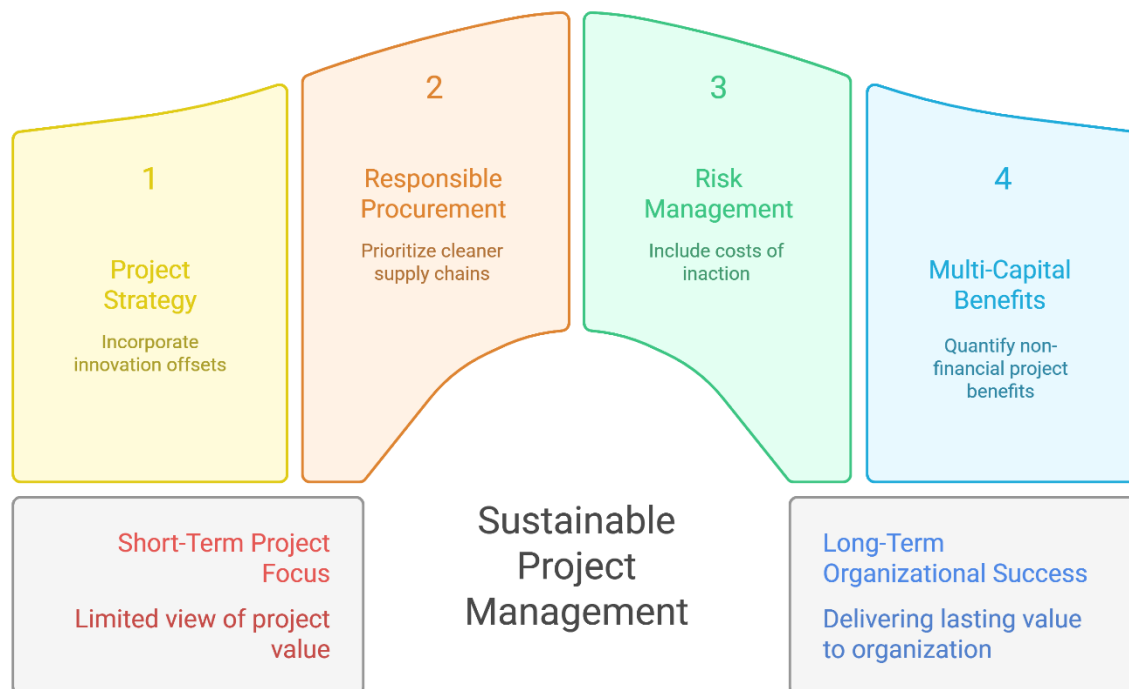 1
Project
Strategy
Incorporate
innovation offsets
2
Responsible
Procurement
Prioritize cleaner
supply chains
3
Risk
Management
Include costs of
inaction
4
Multi-Capital
Benefits
Quantify non-
financial project
benefits
Short-Term Project
Focus
Limited view of project
value
Sustainable
Project
Management
Long-Term
Organizational Success
Delivering lasting value
to organization